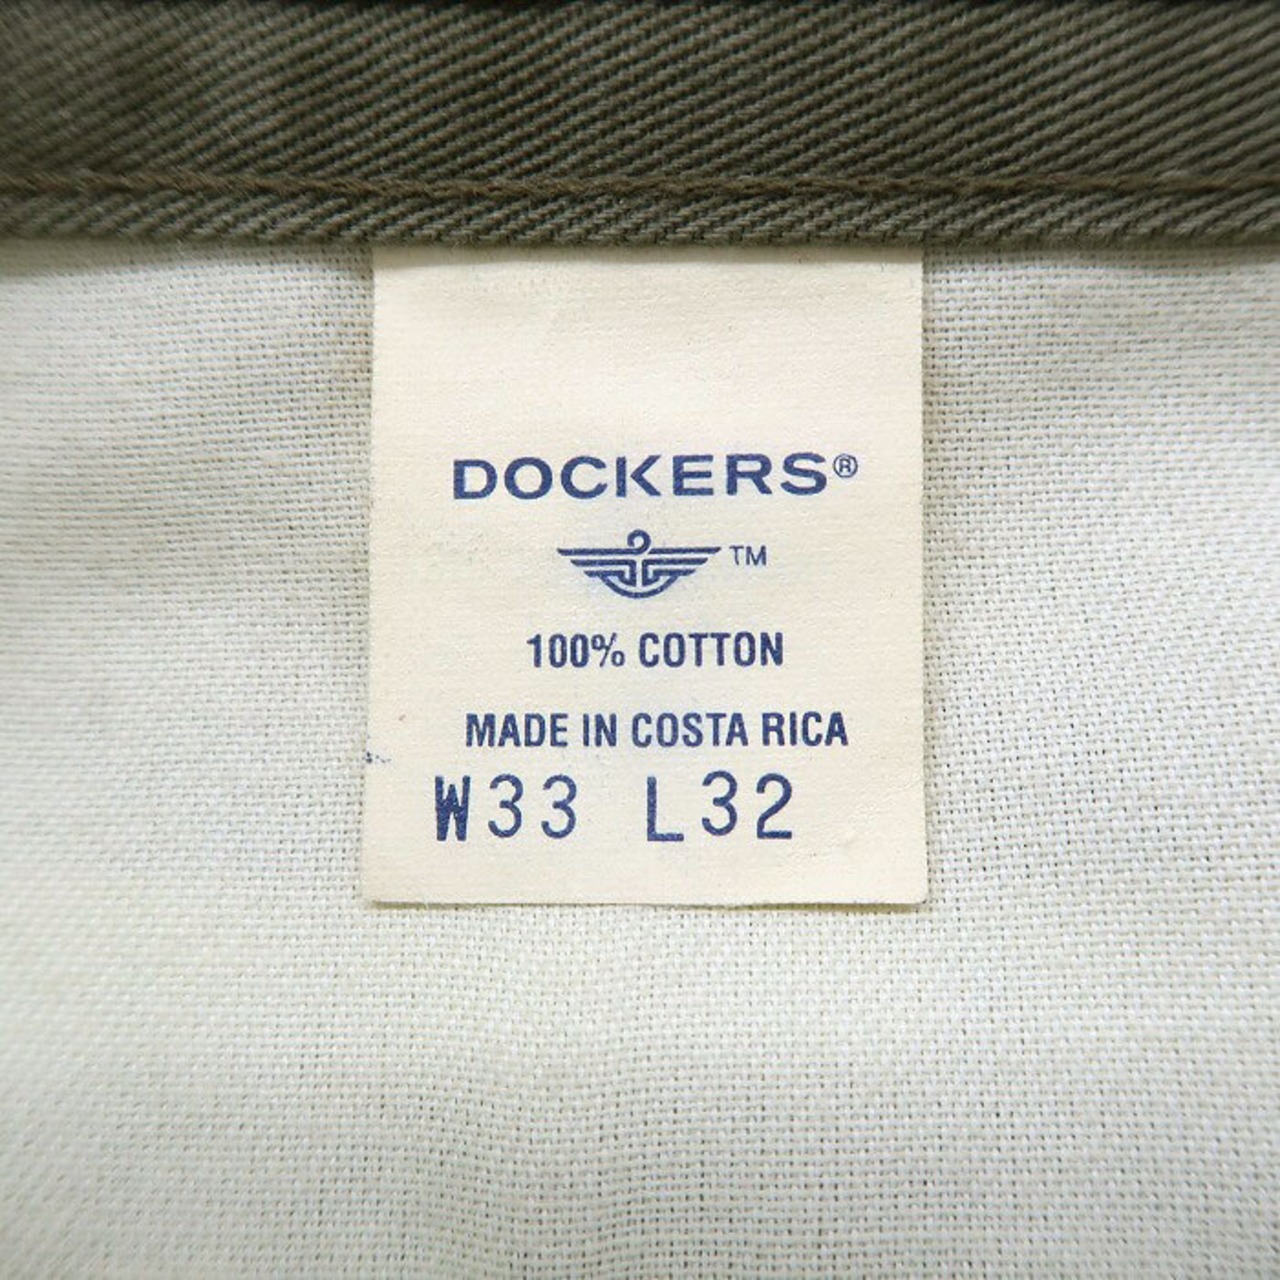 DOCKERS®
TM
100% COTTON
MADE IN COSTA RICA
W33 L32